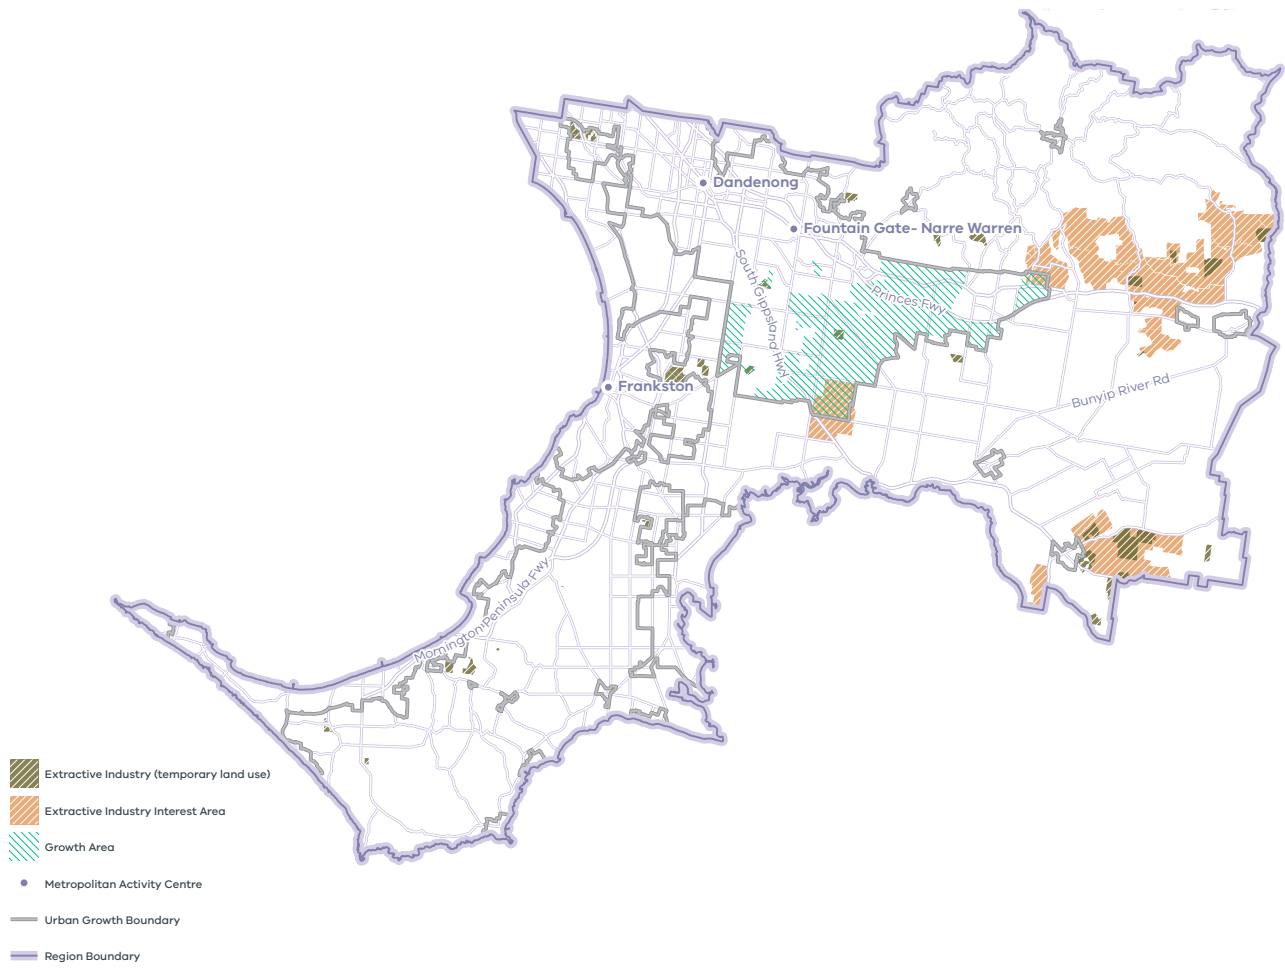 Dandenong
Fountain Gate- Narre Warren
South Gippsland Hwy
Princes Fwy
Frankston
Bunyip River Rd
Mornington Peninsula Fwy
Extractive Industry (temporary land use)
Extractive Industry Interest Area
Growth Area
Metropolitan Activity Centre
Urban Growth Boundary
Region Boundary